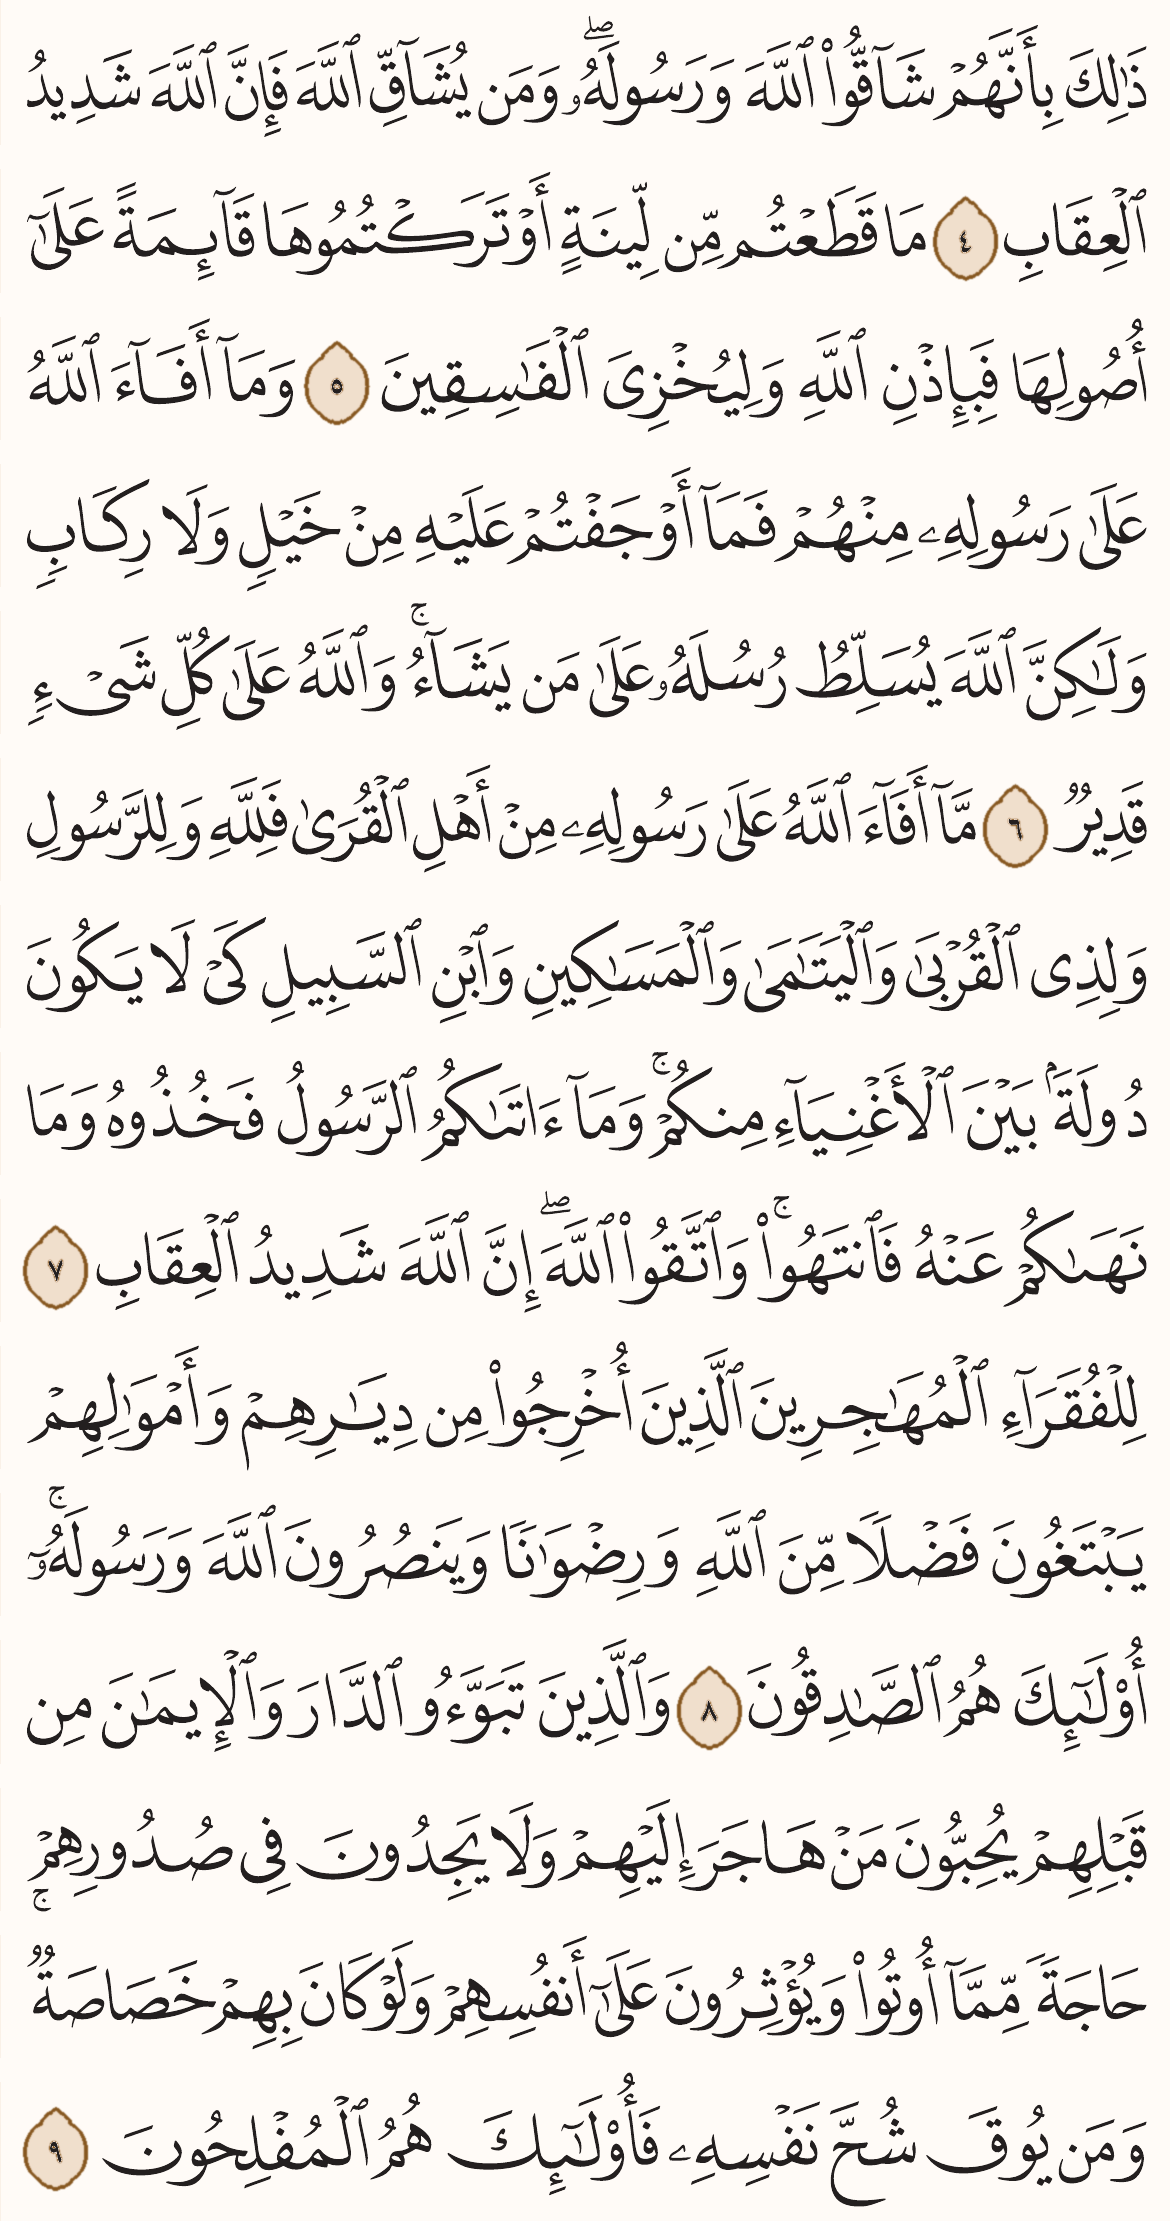 ذَٰلِكَ بِأَنَّهُمْ شَآقُّوا۟ ٱللَّهَ وَرَسُولَهُۥ ۖ وَمَن يُشَآقِّ ٱللَّهَ فَإِنَّ ٱللَّهَ شَدِيدُ
ٱلْعِقَابِ ٤ مَا قَطَعْتُم مِّن لِّينَةٍ أَوْ تَرَكْتُمُوهَا قَآئِمَةً عَلَىٰٓ
أُصُولِهَا فَبِإِذْنِ ٱللَّهِ وَلِيُخْزِىَ ٱلْفَـٰسِقِينَ ٥ وَمَآ أَفَآءَ ٱللَّهُ
عَلَىٰ رَسُولِهِۦ مِنْهُمْ فَمَآ أَوْجَفْتُمْ عَلَيْهِ مِنْ خَيْلٍ وَلَا رِكَابٍ
وَلَـٰكِنَّ ٱللَّهَ يُسَلِّطُ رُسُلَهُۥ عَلَىٰ مَن يَشَآءُ ۚ وَٱللَّهُ عَلَىٰ كُلِّ شَىْءٍ
قَدِيرٌ ٦ مَّآ أَفَآءَ ٱللَّهُ عَلَىٰ رَسُولِهِۦ مِنْ أَهْلِ ٱلْقُرَىٰ فَلِلَّهِ وَلِلرَّسُولِ
وَلِذِى ٱلْقُرْبَىٰ وَٱلْيَتَـٰمَىٰ وَٱلْمَسَـٰكِينِ وَٱبْنِ ٱلسَّبِيلِ كَىْ لَا يَكُونَ
دُولَةًۢ بَيْنَ ٱلْأَغْنِيَآءِ مِنكُمْ ۚ وَمَآ ءَاتَىٰكُمُ ٱلرَّسُولُ فَخُذُوهُ وَمَا
نَهَىٰكُمْ عَنْهُ فَٱنتَهُوا۟ ۚ وَٱتَّقُوا۟ ٱللَّهَ ۖ إِنَّ ٱللَّهَ شَدِيدُ ٱلْعِقَابِ ٧
لِلْفُقَرَآءِ ٱلْمُهَـٰجِرِينَ ٱلَّذِينَ أُخْرِجُوا۟ مِن دِيَـٰرِهِمْ وَأَمْوَٰلِهِمْ
يَبْتَغُونَ فَضْلًا مِّنَ ٱللَّهِ وَرِضْوَٰنًا وَيَنصُرُونَ ٱللَّهَ وَرَسُولَهُۥٓ ۚ
أُو۟لَـٰٓئِكَ هُمُ ٱلصَّـٰدِقُونَ ٨ وَٱلَّذِينَ تَبَوَّءُو ٱلدَّارَ وَٱلْإِيمَـٰنَ مِن
قَبْلِهِمْ يُحِبُّونَ مَنْ هَاجَرَ إِلَيْهِمْ وَلَا يَجِدُونَ فِى صُدُورِهِمْ
حَاجَةً مِّمَّآ أُوتُوا۟ وَيُؤْثِرُونَ عَلَىٰٓ أَنفُسِهِمْ وَلَوْ كَانَ بِهِمْ خَصَاصَةٌ ۚ
وَمَن يُوقَ شُحَّ نَفْسِهِۦ فَأُو۟لَـٰٓئِكَ هُمُ ٱلْمُفْلِحُونَ ٩